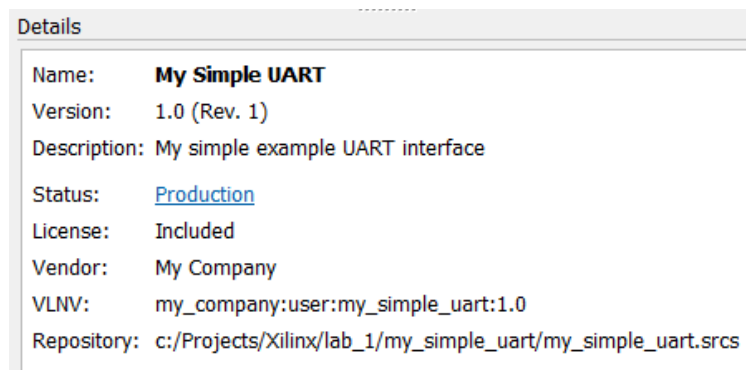 Details
Name: My Simple UART
Version: 1.0 (Rev. 1)
Description: My simple example UART interface
Status: Production
License: Included
Vendor: My Company
VLNV: my_company:user:my_simple_uart:1.0
Repository: c:/Projects/Xilinx/lab_1/my_simple_uart/my_simple_uart.srcs